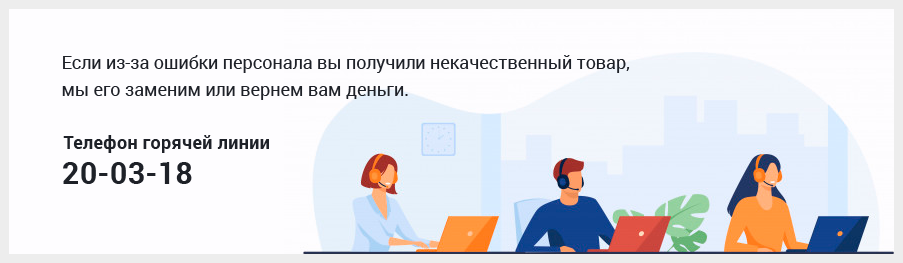 Если из-за ошибки персонала вы получили некачественный товар,
мы его заменим или вернем вам деньги.
Телефон горячей линии
20-03-18